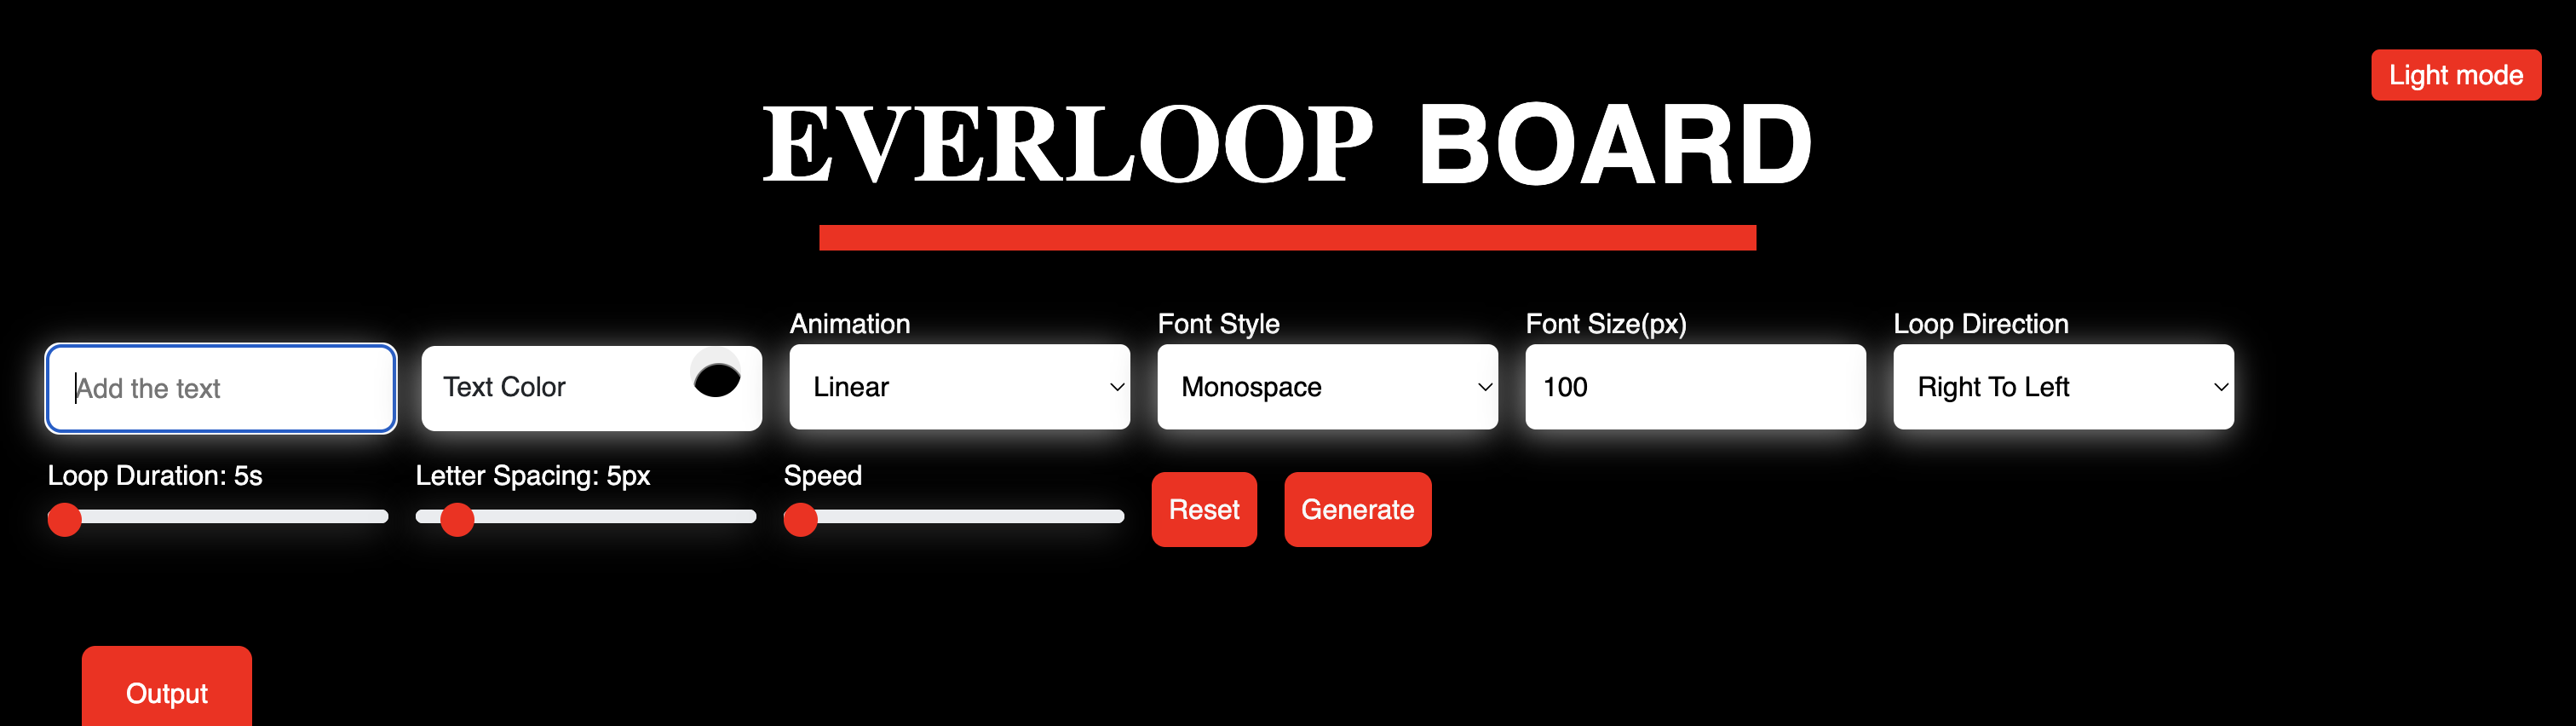 Light mode
EVERLOOP BOARD
Animation
Font Style
Font Size(px)
Loop Direction
Add the text
Text Color
Linear
Monospace
100
Right To Left
Loop Duration: 5s
Letter Spacing: 5px
Speed
Reset
Generate
Output